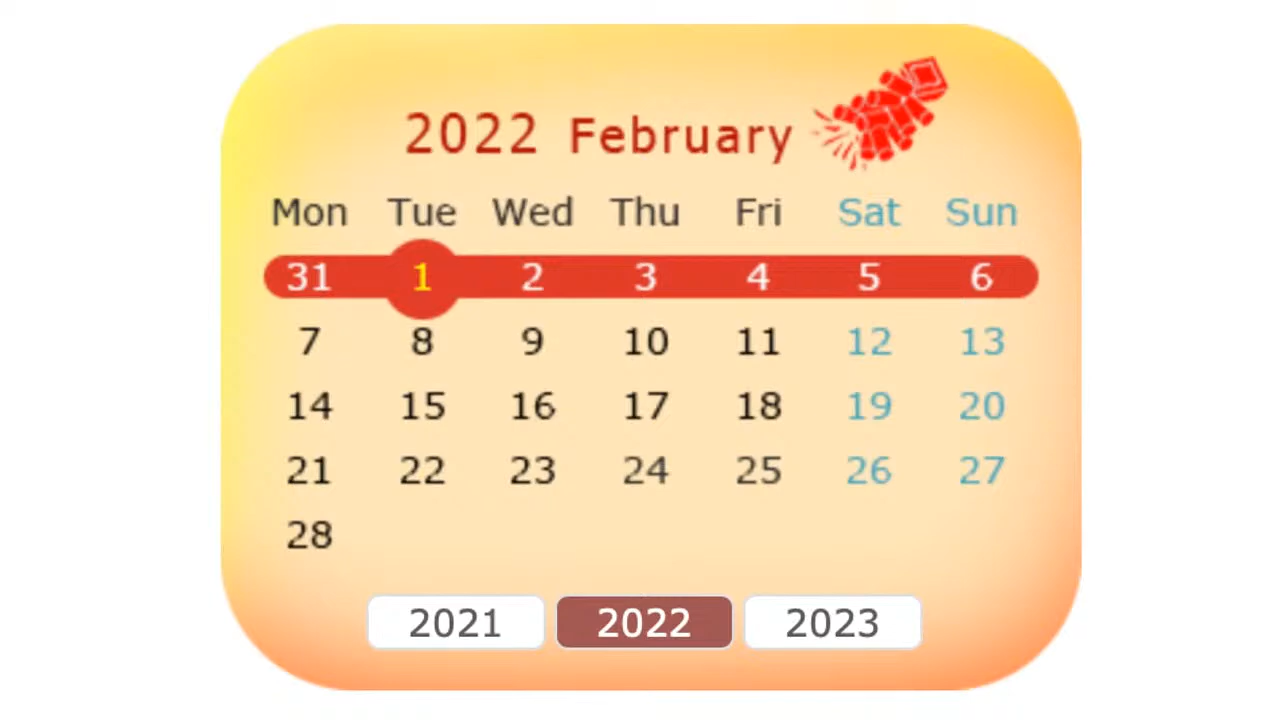 2022 February
Mon Tue Wed Thu Fri Sat Sun
31 1 2 3 4 5 6
7 8 9 10 11 12 13
14 15 16 17 18 19 20
21 22 23 24 25 26 27
28
2021 2022 2023